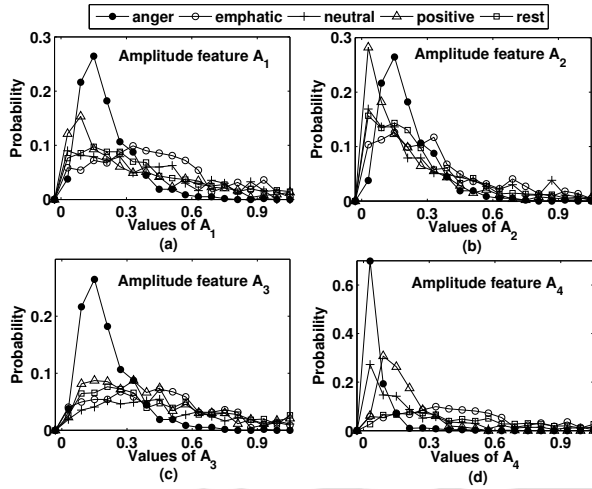 anger emphatic neutral positive rest
Amplitude feature A1
Probability
0.3
0.2
0.1
0
0 0.3 0.6 0.9
Values of A1
(a)
Amplitude feature A2
Probability
0.3
0.2
0.1
0
0 0.3 0.6 0.9
Values of A2
(b)
Amplitude feature A3
Probability
0.2
0.1
0
0 0.3 0.6 0.9
Values of A3
(c)
Amplitude feature A4
Probability
0.6
0.4
0.2
0
0 0.3 0.6 0.9
Values of A4
(d)